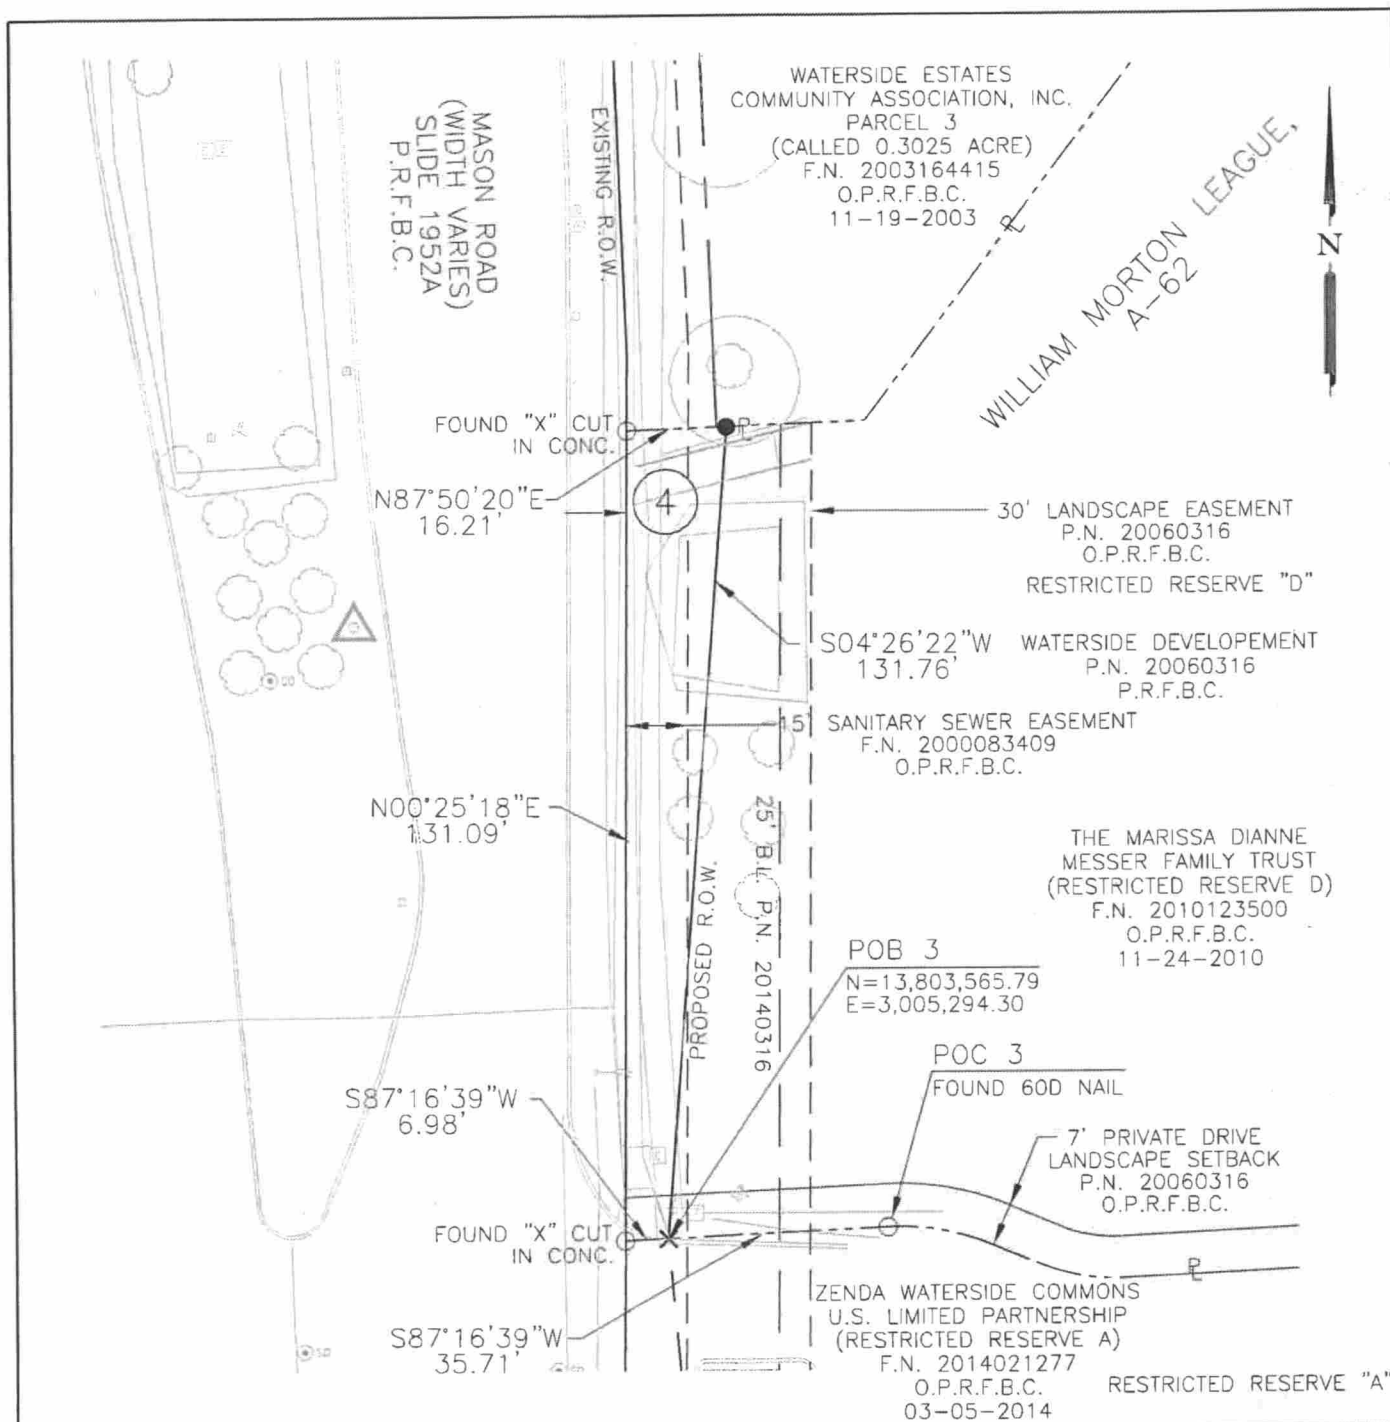 WATERSIDE ESTATES
COMMUNITY ASSOCIATION, INC.
PARCEL 3
(CALLED 0.3025 ACRE)
F.N. 2003164415
O.P.R.F.B.C.
11-19-2003
MASON ROAD
(WIDTH VARIES)
SLIDE 1952A
P.R.F.B.C.
EXISTING R.O.W.
WILLIAM MORTON LEAGUE,
A-62
N
FOUND "X" CUT
IN CONC.
N87°50'20"E
16.21'
4
30' LANDSCAPE EASEMENT
P.N. 20060316
O.P.R.F.B.C.
RESTRICTED RESERVE "D"
S04°26'22"W
131.76'
WATERSIDE DEVELOPEMENT
P.N. 20060316
P.R.F.B.C.
15' SANITARY SEWER EASEMENT
F.N. 2000083409
O.P.R.F.B.C.
N00°25'18"E
131.09'
25' B.L. P.N. 20140316
PROPOSED R.O.W.
THE MARISSA DIANNE
MESSER FAMILY TRUST
(RESTRICTED RESERVE D)
F.N. 2010123500
O.P.R.F.B.C.
11-24-2010
POB 3
N=13,803,565.79
E=3,005,294.30
POC 3
FOUND 60D NAIL
S87°16'39"W
6.98'
7' PRIVATE DRIVE
LANDSCAPE SETBACK
P.N. 20060316
O.P.R.F.B.C.
FOUND "X" CUT
IN CONC.
S87°16'39"W
35.71'
ZENDA WATERSIDE COMMONS
U.S. LIMITED PARTNERSHIP
(RESTRICTED RESERVE A)
F.N. 2014021277
O.P.R.F.B.C.
03-05-2014
RESTRICTED RESERVE "A"